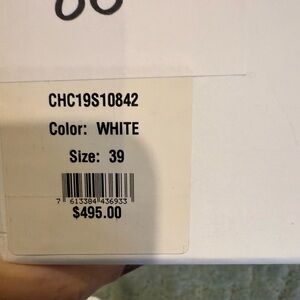 CHC19S10842
Color: WHITE
Size: 39
7 613384 436933
$495.00